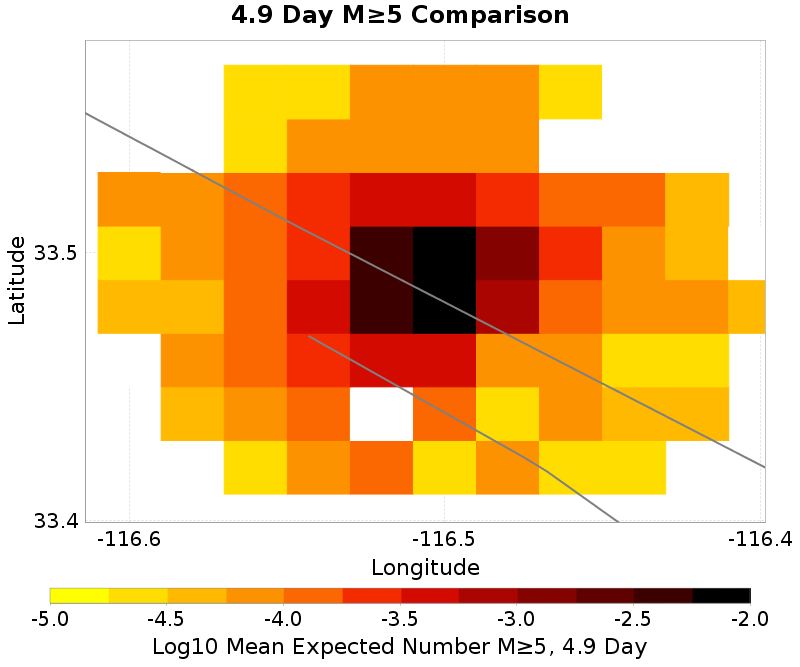 4.9 Day M≥5 Comparison
Latitude
33.5
33.4
-116.6 -116.5 -116.4
Longitude
-5.0 -4.5 -4.0 -3.5 -3.0 -2.5 -2.0
Log10 Mean Expected Number M≥5, 4.9 Day